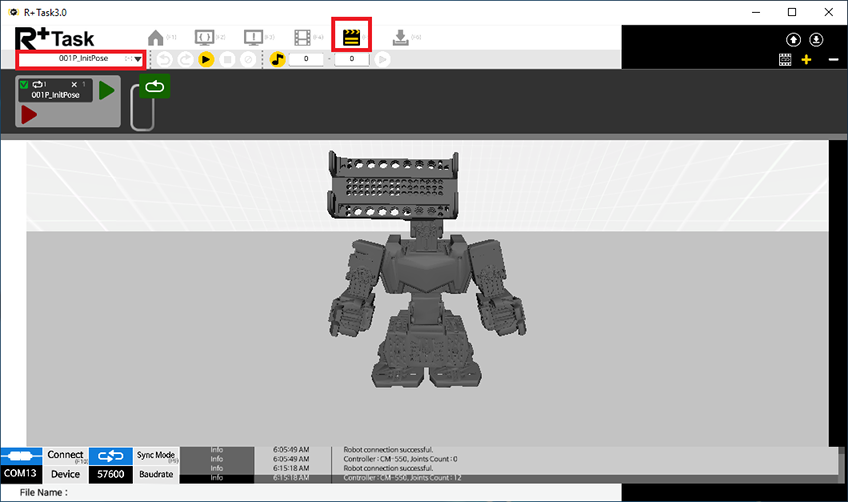 R+Task3.0
R+Task
(F1)
(F2)
(F3)
(F4)
(F6)
001P_InitPose
0 - 0
1 × 1
001P_InitPose
Connect
(F10)
Sync Mode
(F9)
COM13
Device
57600
Baudrate
Info 6:05:49 AM Robot connection successful.
Info 6:05:49 AM Controller : CM-550, Joints Count : 0
Info 6:15:18 AM Robot connection successful.
Info 6:15:18 AM Controller : CM-550, Joints Count : 12
File Name :